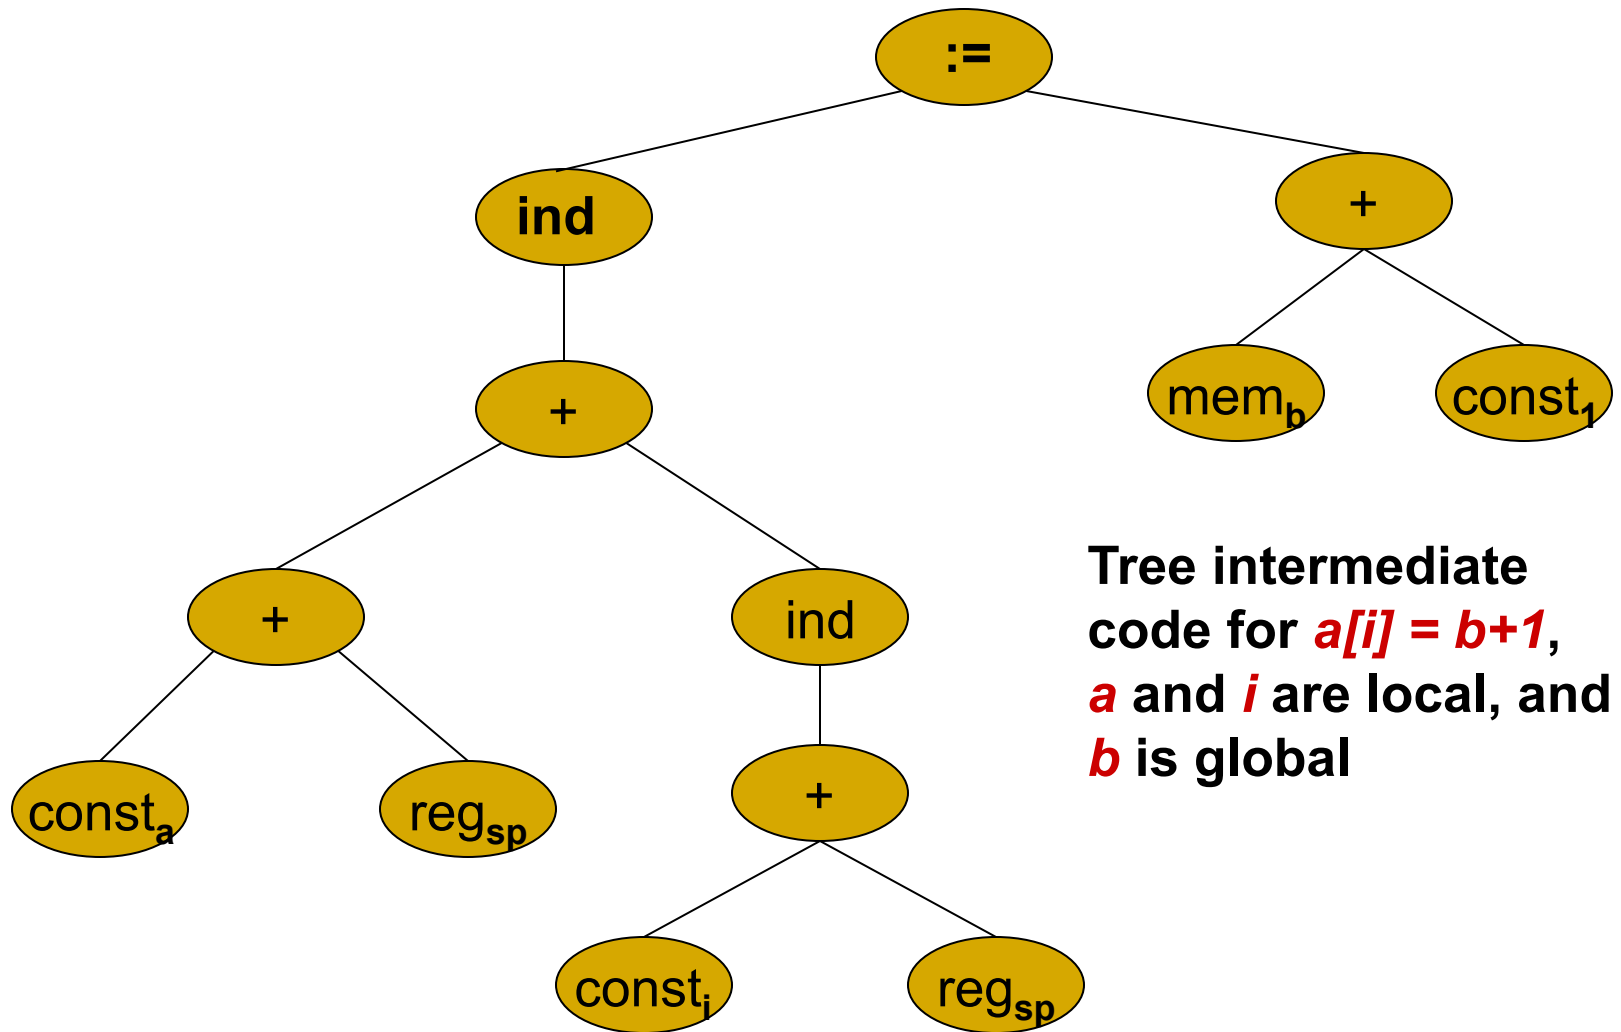 :=
ind
+
+
mem_b
const_1
+
ind
Tree intermediate
code for a[i] = b+1,
a and i are local, and
b is global
const_a
reg_sp
+
const_i
reg_sp